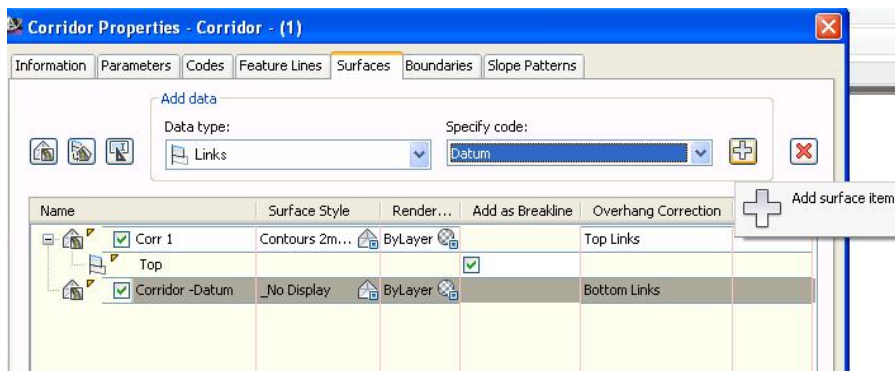 Corridor Properties - Corridor - (1)
Information Parameters Codes Feature Lines Surfaces Boundaries Slope Patterns
Add data
Data type: Specify code:
Links Datum
Add surface item
Name Surface Style Render... Add as Breakline Overhang Correction
Corr 1 Contours 2m... ByLayer Top Links
Top
Corridor -Datum _No Display ByLayer Bottom Links